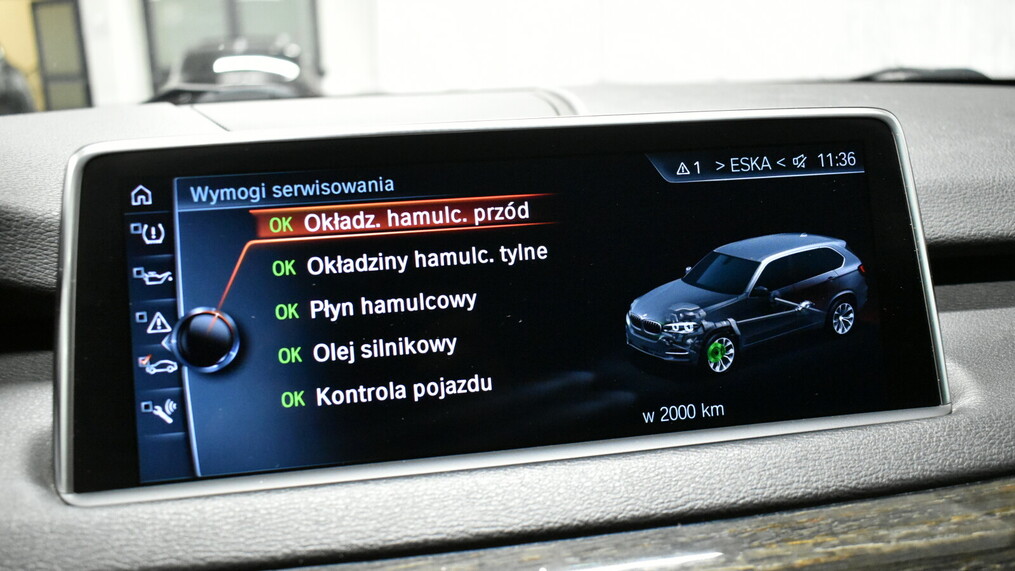 1 > ESKA < 11:36
Wymogi serwisowania
OK Okładz. hamulc. przód
OK Okładziny hamulc. tylne
OK Płyn hamulcowy
OK Olej silnikowy
OK Kontrola pojazdu
w 2000 km